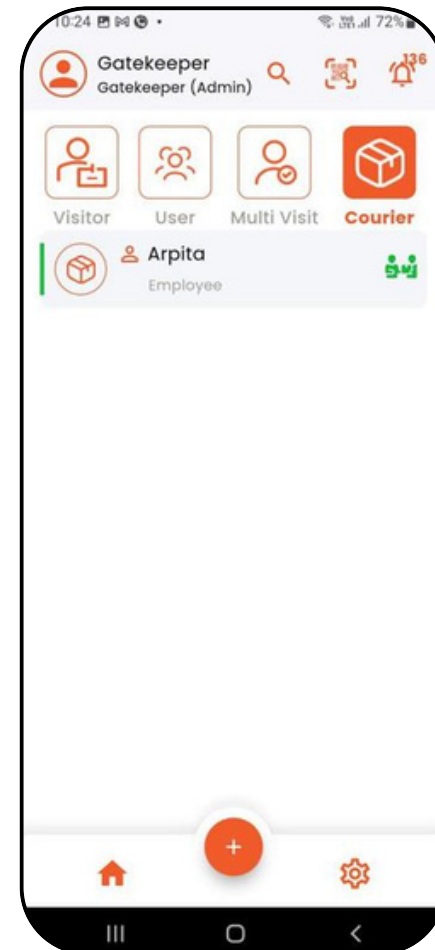 10:24
72%
Gatekeeper
Gatekeeper (Admin)
136
Visitor User Multi Visit Courier
Arpita
Employee
+